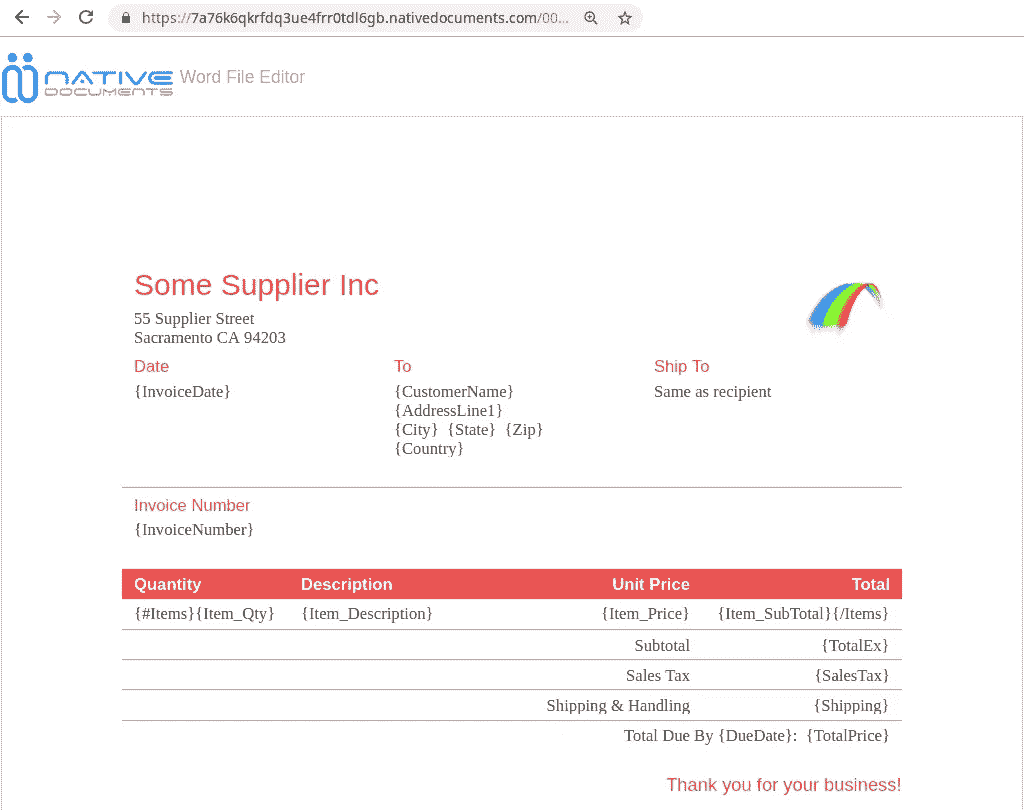 https://7a76k6qkrfdq3ue4frr0tdl6gb.nativedocuments.com/00...
NATIVE DOCUMENTS Word File Editor
Some Supplier Inc
55 Supplier Street
Sacramento CA 94203
Date To Ship To
{InvoiceDate} {CustomerName} Same as recipient
{AddressLine1}
{City} {State} {Zip}
{Country}
Invoice Number
{InvoiceNumber}
Quantity Description Unit Price Total
{#Items}{Item_Qty} {Item_Description} {Item_Price} {Item_SubTotal}{/Items}
Subtotal {TotalEx}
Sales Tax {SalesTax}
Shipping & Handling {Shipping}
Total Due By {DueDate}: {TotalPrice}
Thank you for your business!